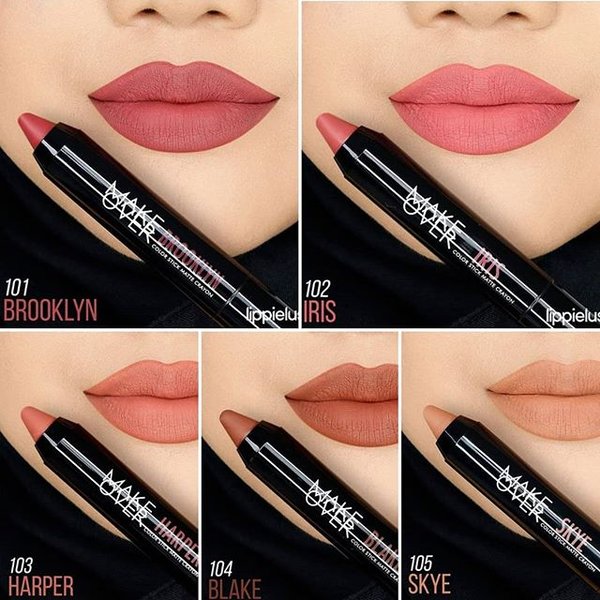 MAKE
OVER
BROOKLYN
COLOR STICK MATTE CRAYON
101
BROOKLYN
lippielus
MAKE
OVER
IRIS
COLOR STICK MATTE CRAYON
102
IRIS
lippielus
MAKE
OVER
HARPER
COLOR STICK MATTE CRAYON
103
HARPER
MAKE
OVER
BLAK
COLOR STICK MATTE CRAYON
104
BLAKE
MAKE
OVER
SKYE
COLOR STICK MATTE CRAYON
105
SKYE